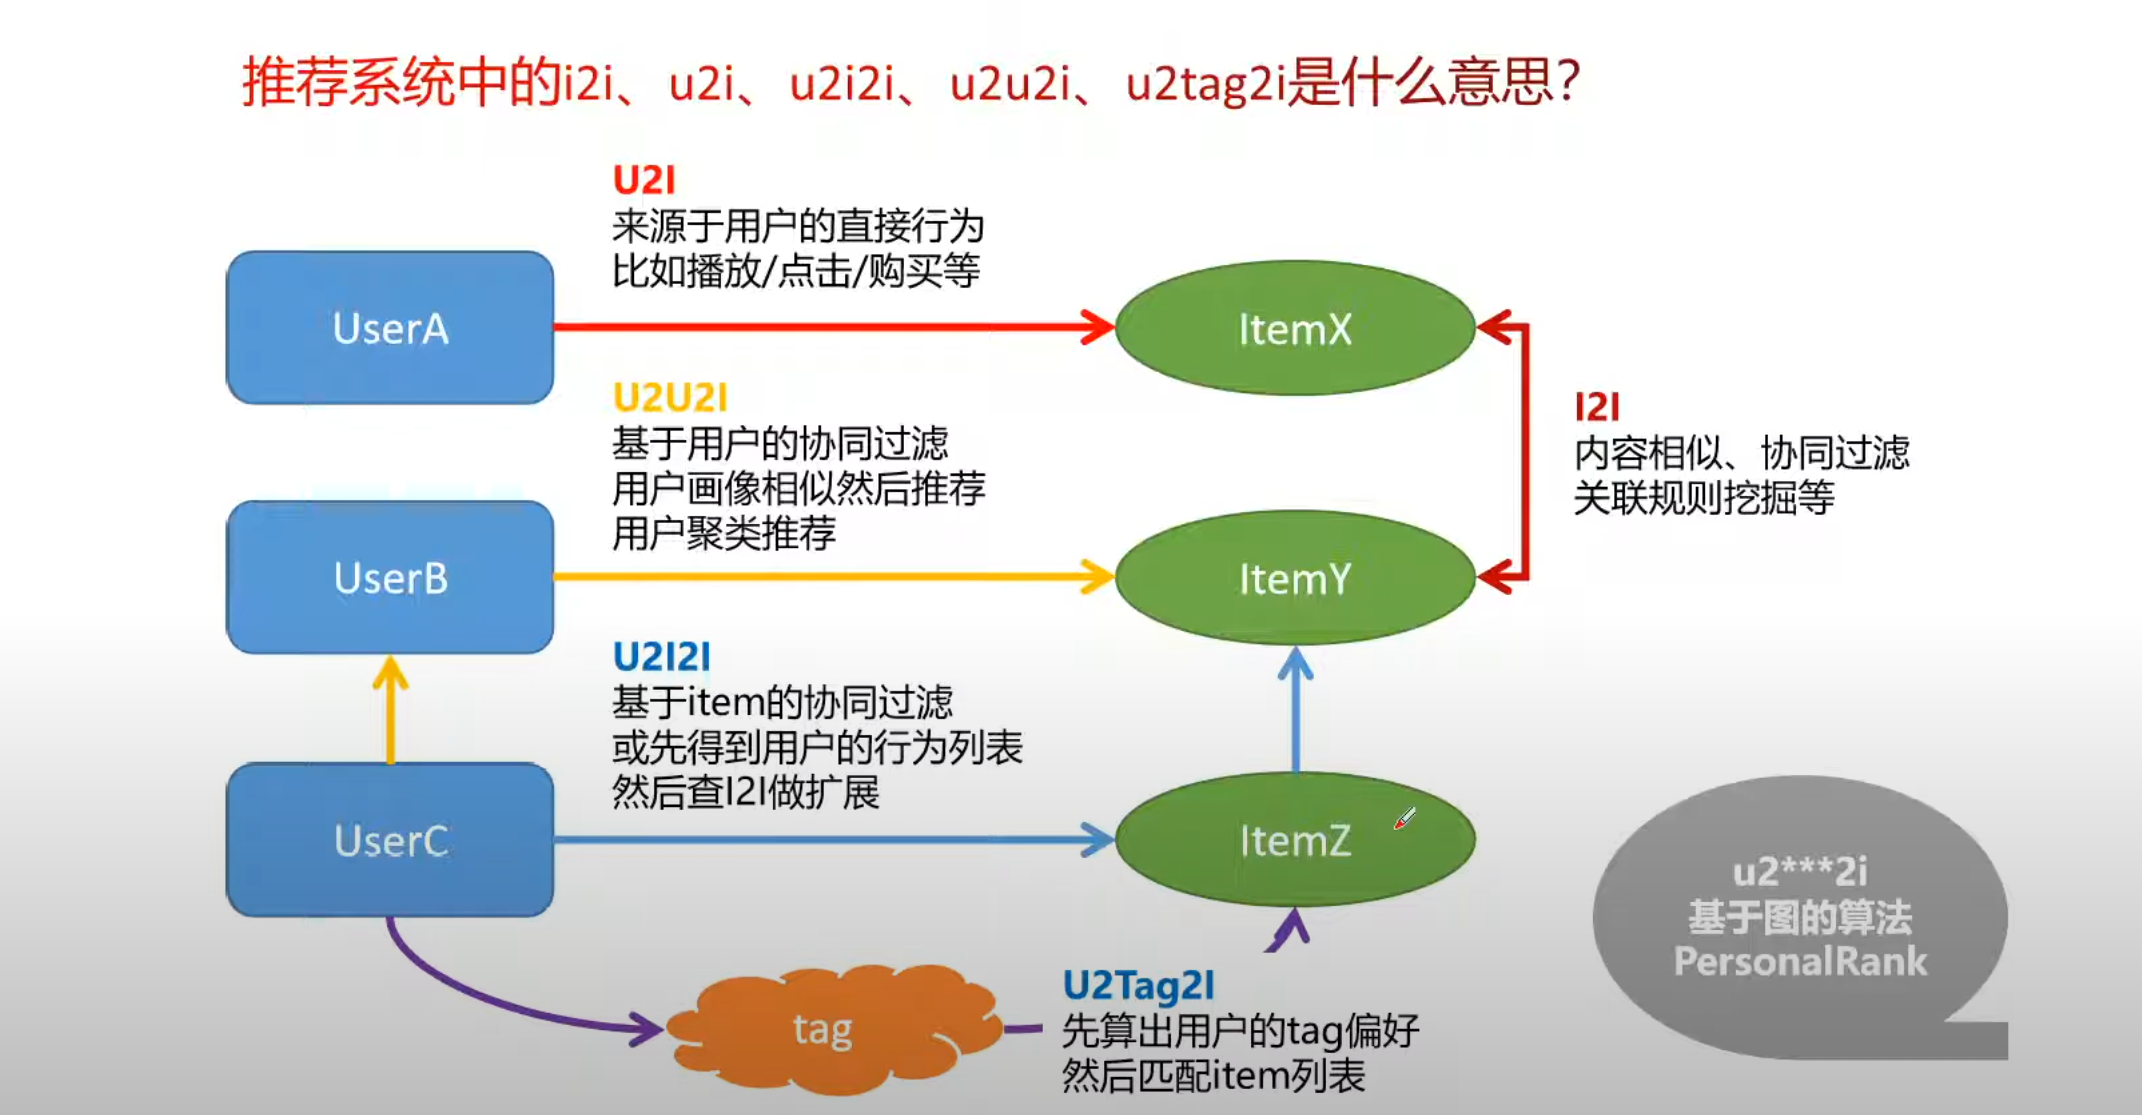 推荐系统中的i2i、u2i、u2i2i、u2u2i、u2tag2i是什么意思?
U2I
来源于用户的直接行为
比如播放/点击/购买等
UserA
ItemX
U2U2I
基于用户的协同过滤
用户画像相似然后推荐
用户聚类推荐
I2I
内容相似、协同过滤
关联规则挖掘等
UserB
ItemY
U2I2I
基于item的协同过滤
或先得到用户的行为列表
然后查I2I做扩展
UserC
ItemZ
u2***2i
基于图的算法
PersonalRank
tag
U2Tag2I
先算出用户的tag偏好
然后匹配item列表